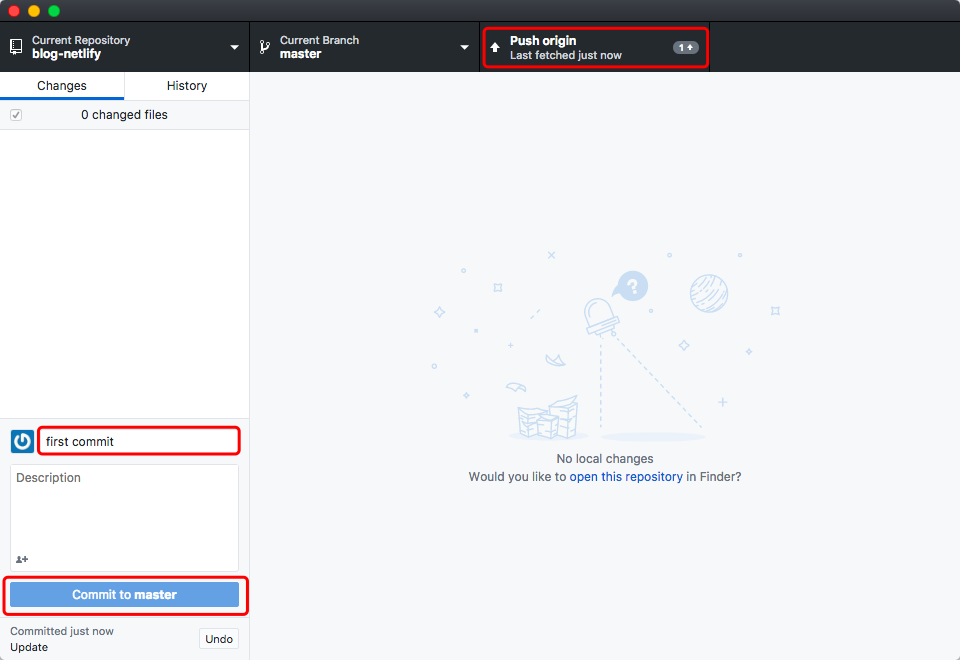 Current Repository
blog-netlify
Current Branch
master
Push origin
Last fetched just now
1
Changes
History
0 changed files
?
No local changes
Would you like to open this repository in Finder?
first commit
Description
Commit to master
Committed just now
Update
Undo